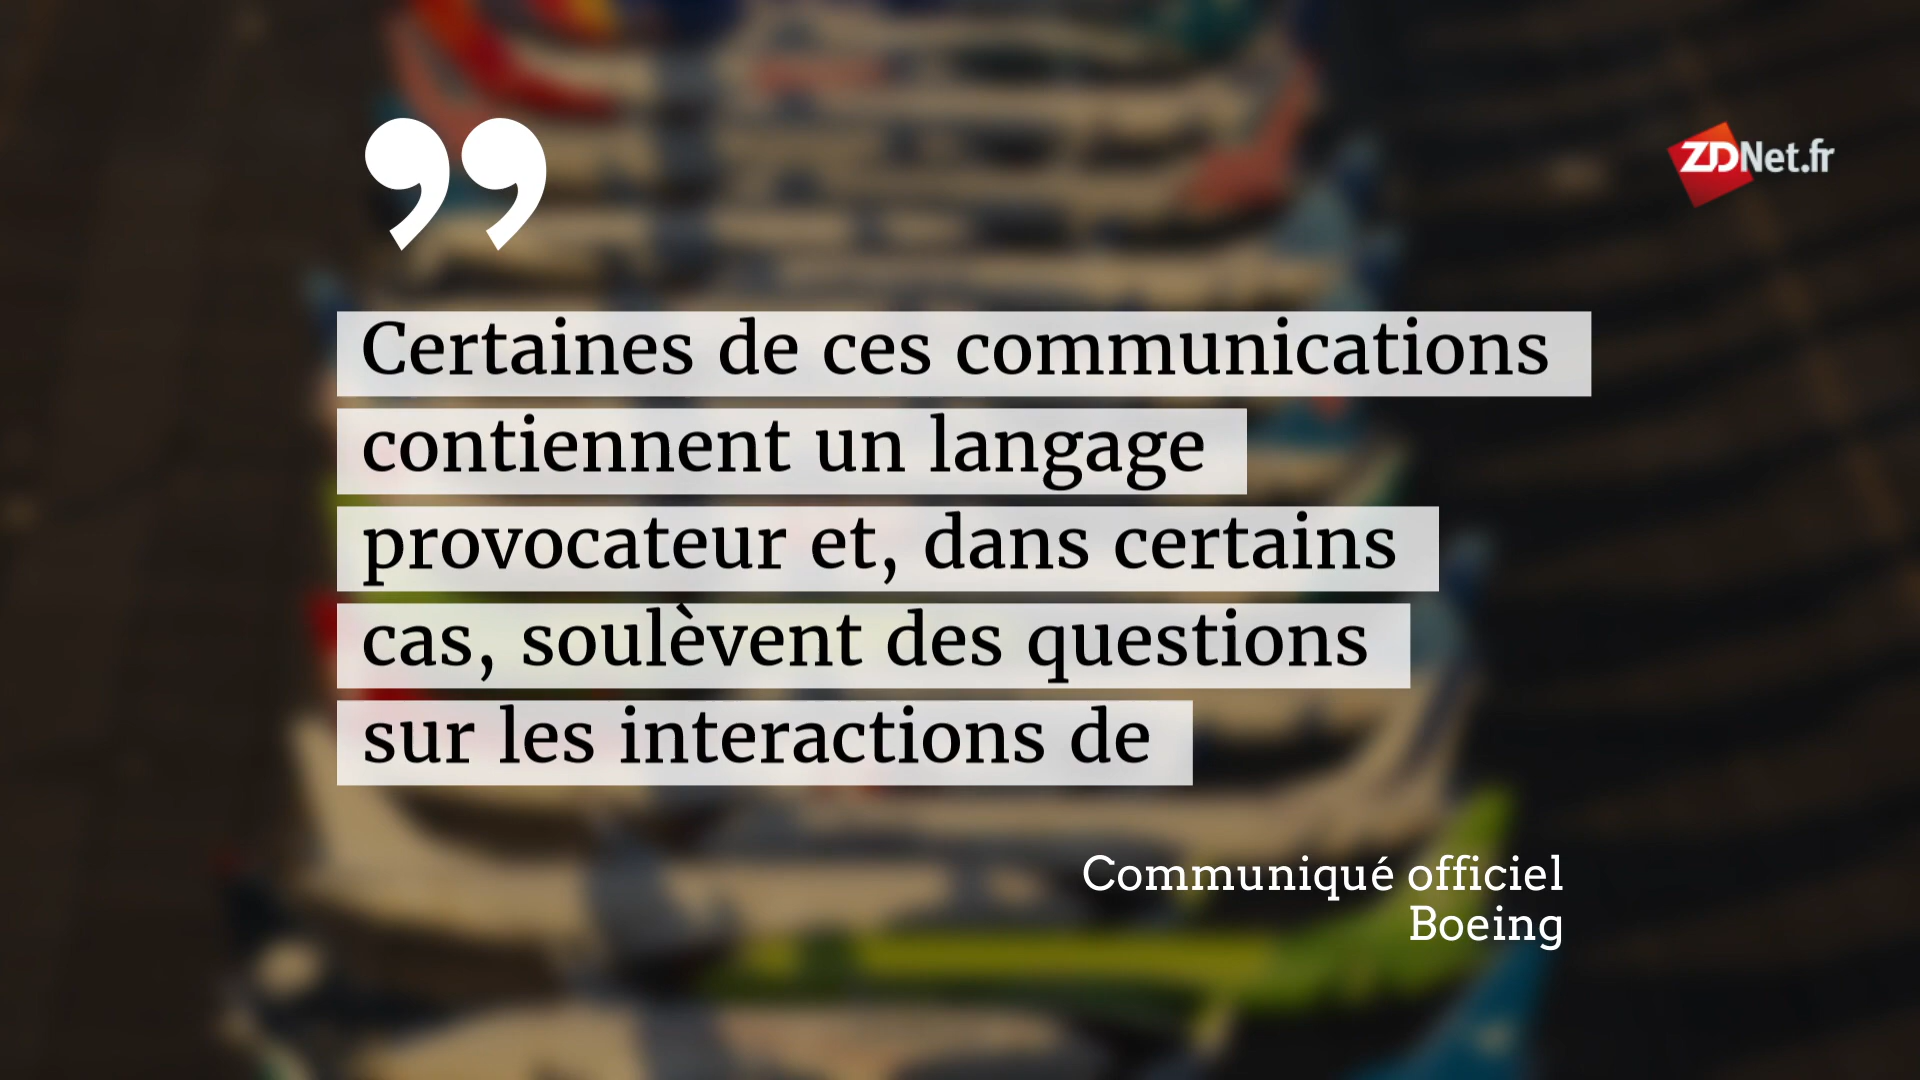 ”
ZDNet.fr
Certaines de ces communications
contiennent un langage
provocateur et, dans certains
cas, soulèvent des questions
sur les interactions de
Communiqué officiel
Boeing